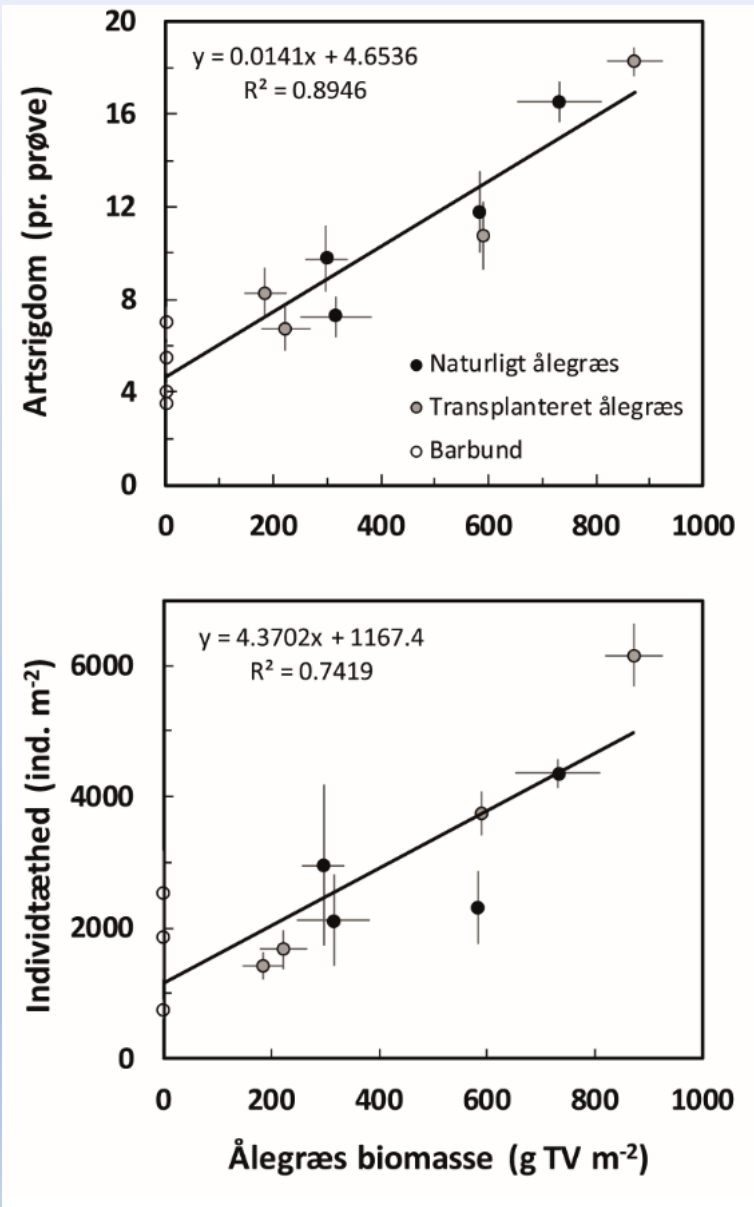 20
16
12
8
4
0
Artsrigdom (pr. prøve)
y = 0.0141x + 4.6536
R² = 0.8946
Naturligt ålegræs
Transplanteret ålegræs
Barbund
0 200 400 600 800 1000
6000
4000
2000
0
Individtæthed (ind. m⁻²)
y = 4.3702x + 1167.4
R² = 0.7419
0 200 400 600 800 1000
Ålegræs biomasse (g TV m⁻²)